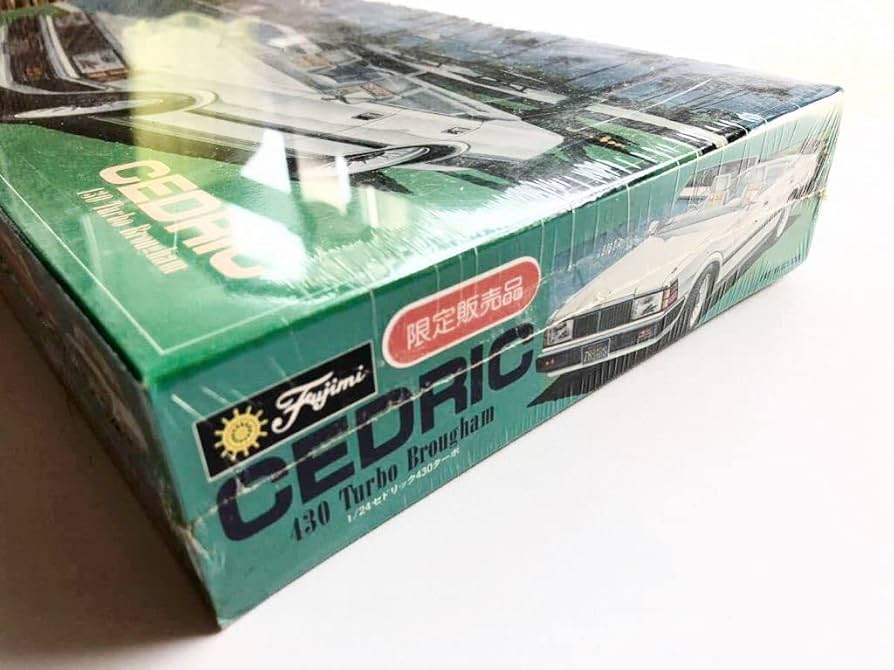 CEDRIC
430 Turbo Brougham
限定販売品
Fujimi
CEDRIC
430 Turbo Brougham
1/24セドリック430ターボ